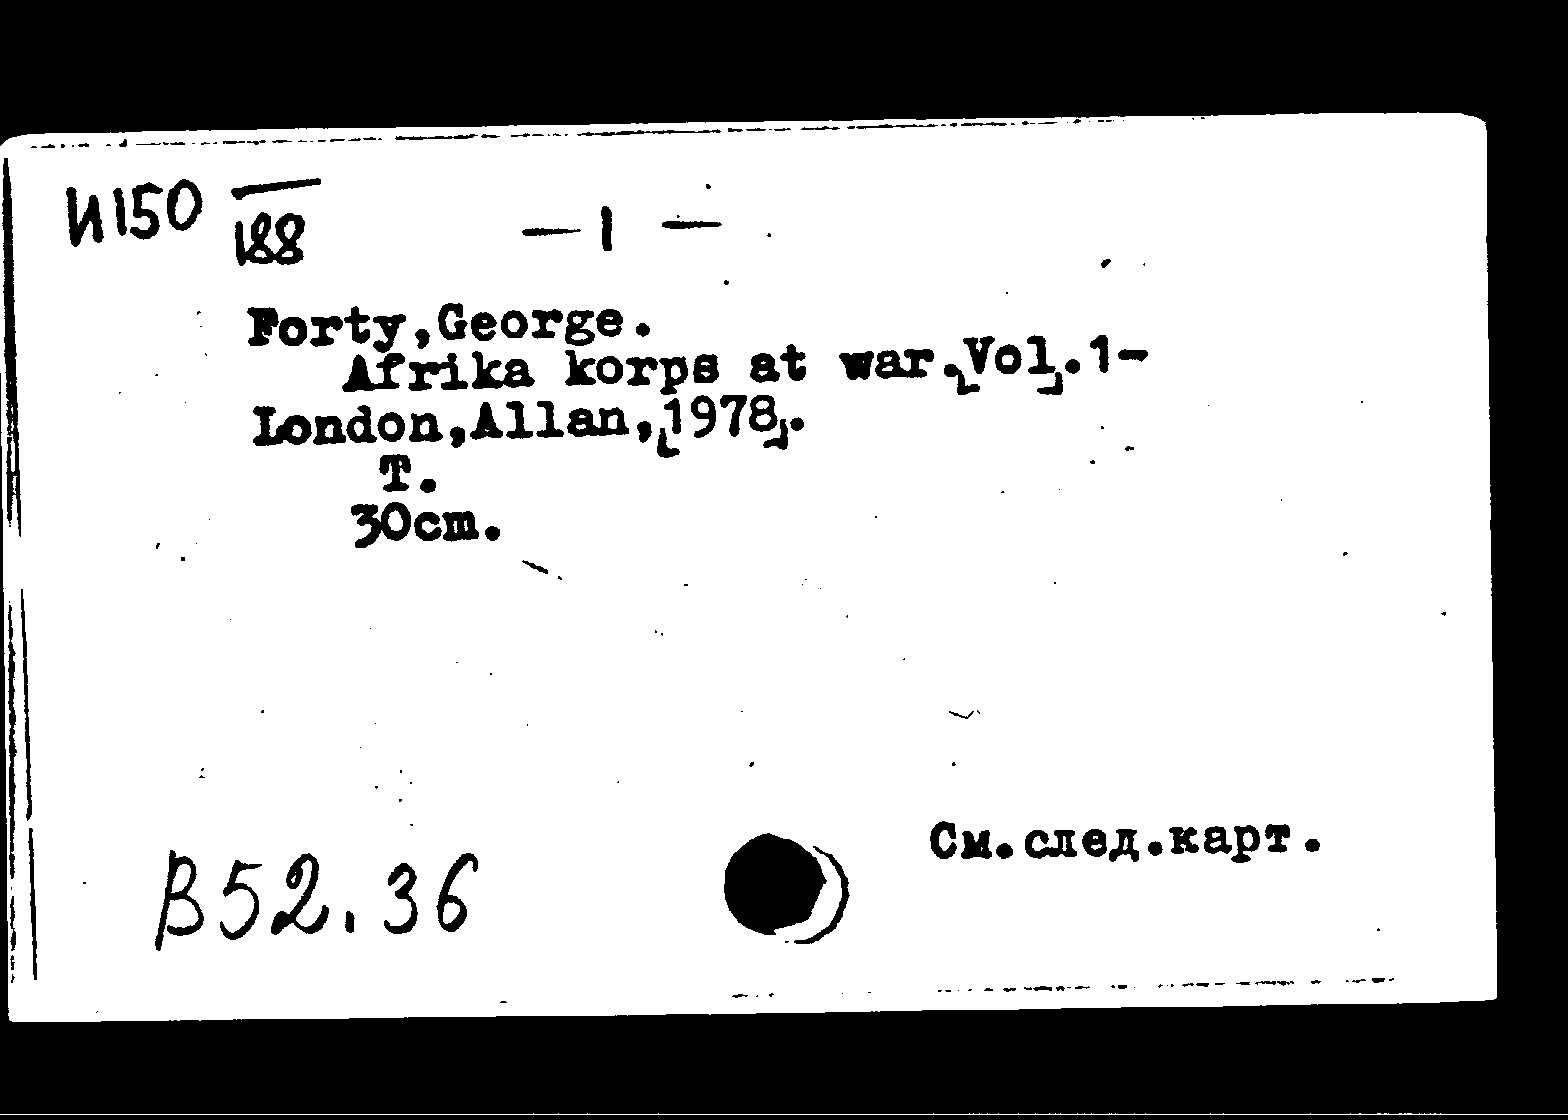 И150 188 — 1 —
Forty,George.
Afrika korps at war.[Vol].1-
London,Allan,[1978].
T.
30cm.
См.след.карт.
В52.36